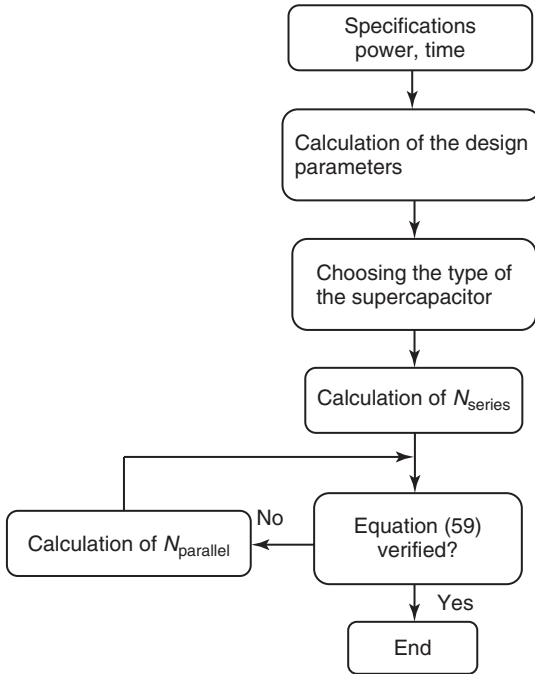 Specifications
power, time
Calculation of the design
parameters
Choosing the type of
the supercapacitor
Calculation of Nseries
Equation (59)
verified?
No
Calculation of Nparallel
Yes
End